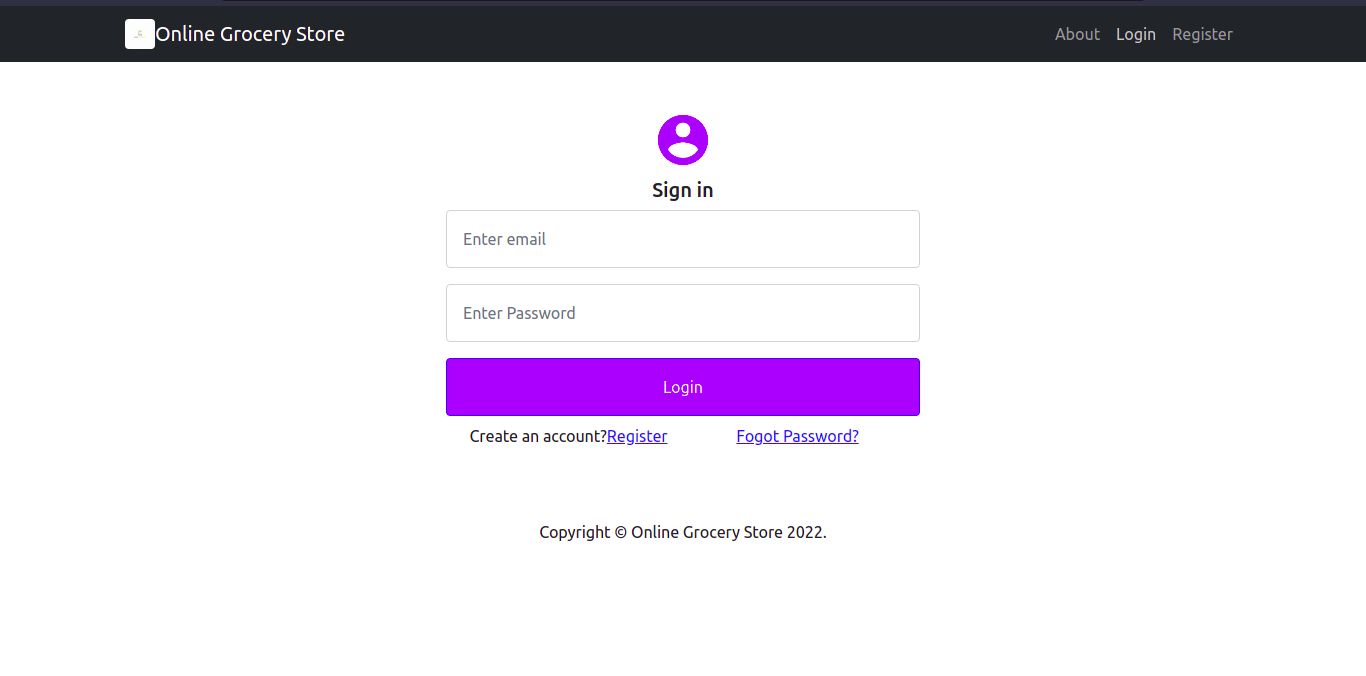 Online Grocery Store About Login Register
Sign in
Enter email
Enter Password
Login
Create an account?Register Fogot Password?
Copyright © Online Grocery Store 2022.